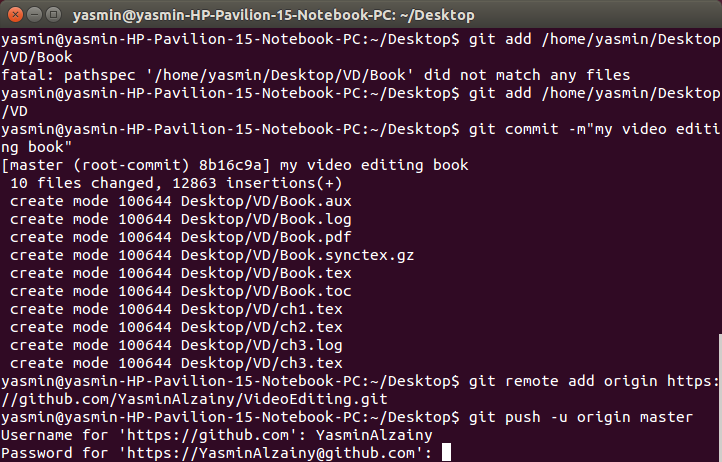 yasmin@yasmin-HP-Pavilion-15-Notebook-PC: ~/Desktop
yasmin@yasmin-HP-Pavilion-15-Notebook-PC:~/Desktop$ git add /home/yasmin/Desktop
/VD/Book
fatal: pathspec '/home/yasmin/Desktop/VD/Book' did not match any files
yasmin@yasmin-HP-Pavilion-15-Notebook-PC:~/Desktop$ git add /home/yasmin/Desktop
/VD
yasmin@yasmin-HP-Pavilion-15-Notebook-PC:~/Desktop$ git commit -m"my video editi
ng book"
[master (root-commit) 8b16c9a] my video editing book
 10 files changed, 12863 insertions(+)
 create mode 100644 Desktop/VD/Book.aux
 create mode 100644 Desktop/VD/Book.log
 create mode 100644 Desktop/VD/Book.pdf
 create mode 100644 Desktop/VD/Book.synctex.gz
 create mode 100644 Desktop/VD/Book.tex
 create mode 100644 Desktop/VD/Book.toc
 create mode 100644 Desktop/VD/ch1.tex
 create mode 100644 Desktop/VD/ch2.tex
 create mode 100644 Desktop/VD/ch3.log
 create mode 100644 Desktop/VD/ch3.tex
yasmin@yasmin-HP-Pavilion-15-Notebook-PC:~/Desktop$ git remote add origin https:
//github.com/YasminAlzainy/VideoEditing.git
yasmin@yasmin-HP-Pavilion-15-Notebook-PC:~/Desktop$ git push -u origin master
Username for 'https://github.com': YasminAlzainy
Password for 'https://YasminAlzainy@github.com':